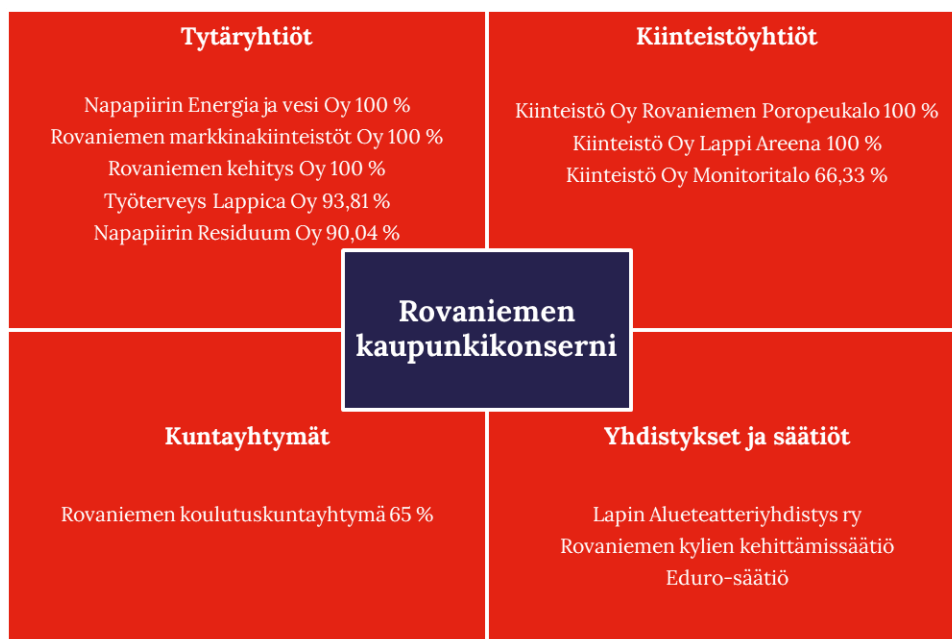 Tytäryhtiöt
Napapiirin Energia ja vesi Oy 100 %
Rovaniemen markkinakiinteistöt Oy 100 %
Rovaniemen kehitys Oy 100 %
Työterveys Lappica Oy 93,81 %
Napapiirin Residuum Oy 90,04 %
Kiinteistöyhtiöt
Kiinteistö Oy Rovaniemen Poropeukalo 100 %
Kiinteistö Oy Lappi Areena 100 %
Kiinteistö Oy Monitoritalo 66,33 %
Rovaniemen
kaupunkikonserni
Kuntayhtymät
Rovaniemen koulutuskuntayhtymä 65 %
Yhdistykset ja säätiöt
Lapin Alueteatteriyhdistys ry
Rovaniemen kylien kehittämissäätiö
Eduro-säätiö